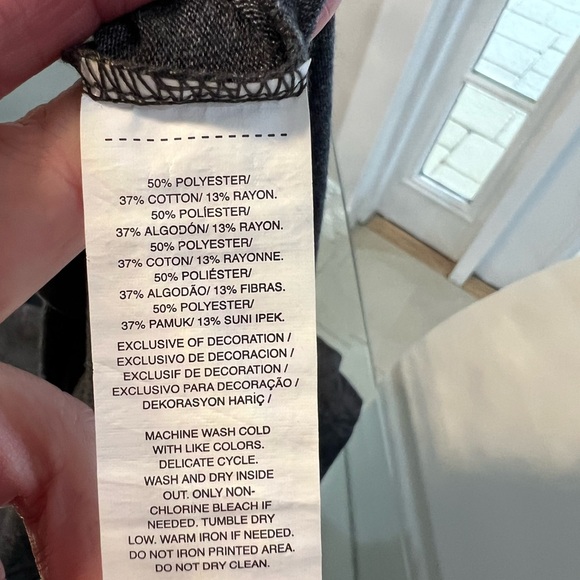 50% POLYESTER/
37% COTTON/ 13% RAYON.
50% POLÍESTER/
37% ALGODÓN/ 13% RAYON.
50% POLYESTER/
37% COTON/ 13% RAYONNE.
50% POLIÉSTER/
37% ALGODÃO/ 13% FIBRAS.
50% POLYESTER/
37% PAMUK/ 13% SUNI IPEK.
EXCLUSIVE OF DECORATION /
EXCLUSIVO DE DECORACION /
EXCLUSIF DE DECORATION /
EXCLUSIVO PARA DECORAÇÃO /
DEKORASYON HARIÇ /
MACHINE WASH COLD
WITH LIKE COLORS.
DELICATE CYCLE.
WASH AND DRY INSIDE
OUT. ONLY NON-
CHLORINE BLEACH IF
NEEDED. TUMBLE DRY
LOW. WARM IRON IF NEEDED.
DO NOT IRON PRINTED AREA.
DO NOT DRY CLEAN.